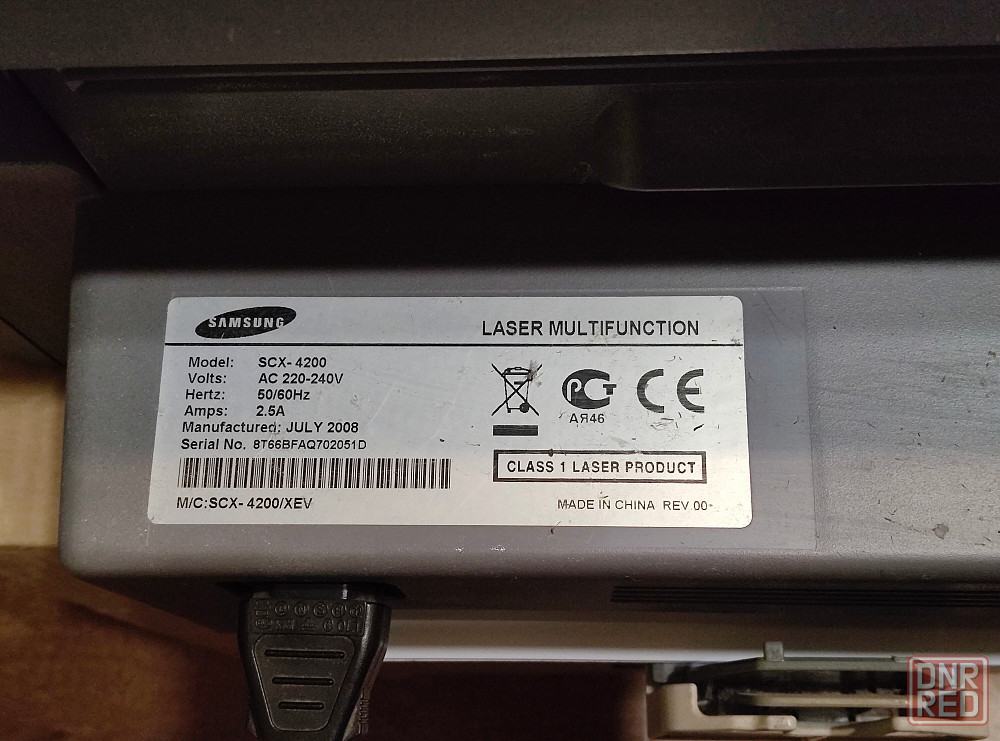 SAMSUNG
LASER MULTIFUNCTION
Model: SCX- 4200
Volts: AC 220-240V
Hertz: 50/60Hz
Amps: 2.5A
Manufactured: JULY 2008
Serial No. 8T66BFAQ702051D
M/C:SCX- 4200/XEV
РСТ
АЯ46
CE
CLASS 1 LASER PRODUCT
MADE IN CHINA REV.00
DNR
RED